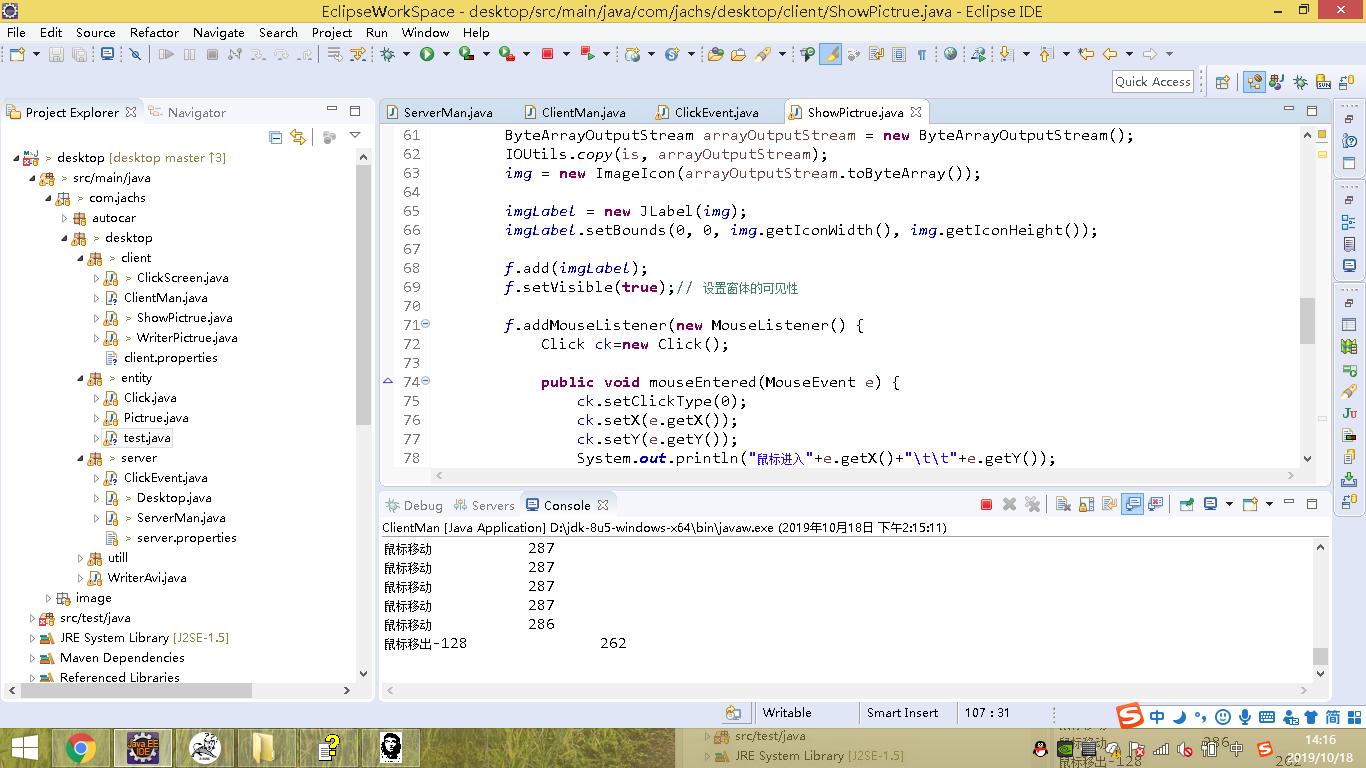 EclipseWorkSpace - desktop/src/main/java/com/jachs/desktop/client/ShowPictrue.java - Eclipse IDE
File Edit Source Refactor Navigate Search Project Run Window Help
Quick Access
Project Explorer Navigator
> desktop [desktop master ↑3]
> src/main/java
> com.jachs
autocar
> desktop
> client
> ClickScreen.java
ClientMan.java
> ShowPictrue.java
> WriterPictrue.java
client.properties
> entity
Click.java
Pictrue.java
test.java
> server
ClickEvent.java
> Desktop.java
> ServerMan.java
> server.properties
utill
WriterAvi.java
image
src/test/java
JRE System Library [J2SE-1.5]
Maven Dependencies
Referenced Libraries
ServerMan.java ClientMan.java ClickEvent.java ShowPictrue.java
61 ByteArrayOutputStream arrayOutputStream = new ByteArrayOutputStream();
62 IOUtils.copy(is, arrayOutputStream);
63 img = new ImageIcon(arrayOutputStream.toByteArray());
64
65 imgLabel = new JLabel(img);
66 imgLabel.setBounds(0, 0, img.getIconWidth(), img.getIconHeight());
67
68 f.add(imgLabel);
69 f.setVisible(true);// 设置窗体的可见性
70
71 f.addMouseListener(new MouseListener() {
72 Click ck=new Click();
73
74 public void mouseEntered(MouseEvent e) {
75 ck.setClickType(0);
76 ck.setX(e.getX());
77 ck.setY(e.getY());
78 System.out.println("鼠标进入"+e.getX()+"\t\t"+e.getY());
Debug Servers Console
ClientMan [Java Application] D:\jdk-8u5-windows-x64\bin\javaw.exe (2019年10月18日 下午2:15:11)
鼠标移动 287
鼠标移动 287
鼠标移动 287
鼠标移动 287
鼠标移动 286
鼠标移出-128 262
Writable Smart Insert 107 : 31
中 简
src/test/java
JRE System Library [J2SE-1.5]
286
鼠标移出-128 262
中
14:16
2019/10/18